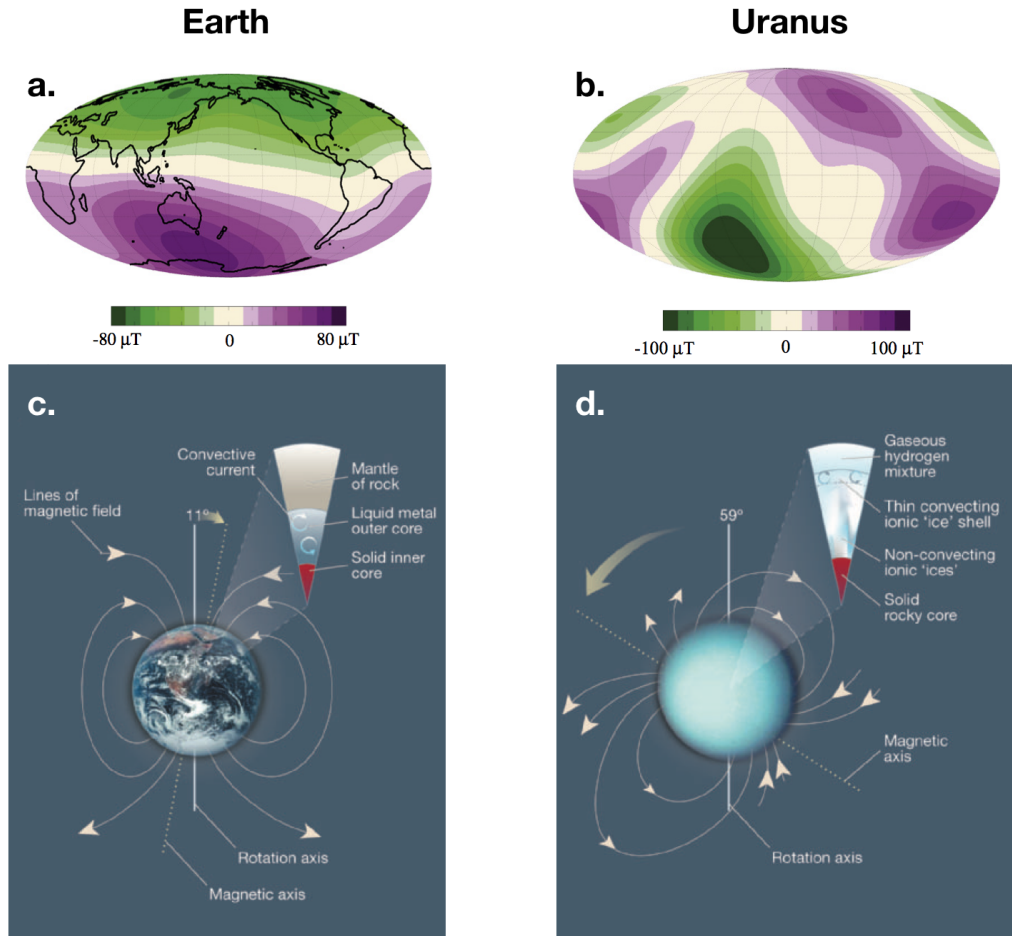 Earth
Uranus
a.
b.
-80 μT
0
80 μT
-100 μT
0
100 μT
c.
Convective
current
Mantle
of rock
Lines of
magnetic field
11º
Liquid metal
outer core
Solid inner
core
Rotation axis
Magnetic axis
d.
Gaseous
hydrogen
mixture
59º
Thin convecting
ionic 'ice' shell
Non-convecting
ionic 'ices'
Solid
rocky core
Magnetic
axis
Rotation axis